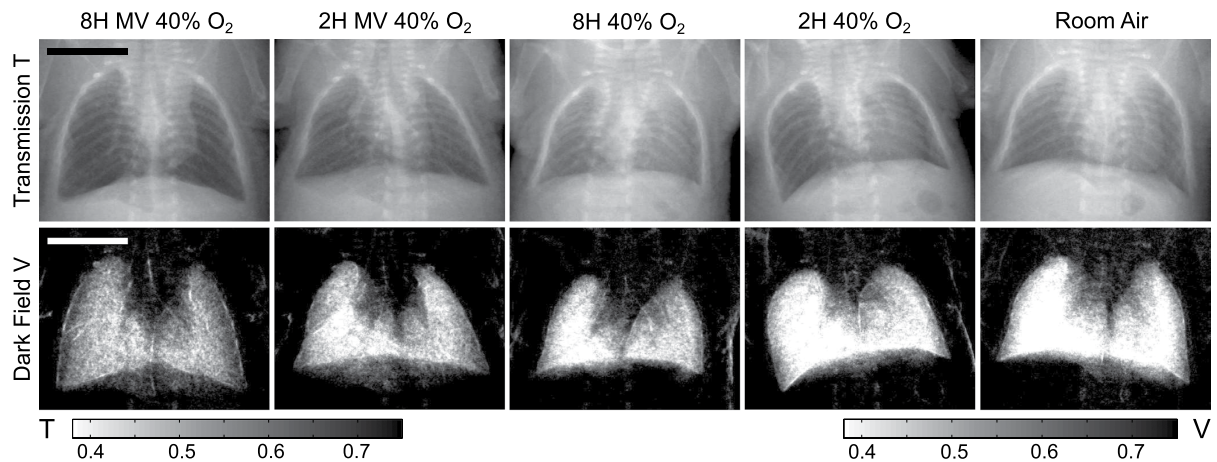 8H MV 40% O₂ 2H MV 40% O₂ 8H 40% O₂ 2H 40% O₂ Room Air
Transmission T
Dark Field V
T V
0.4 0.5 0.6 0.7 0.4 0.5 0.6 0.7